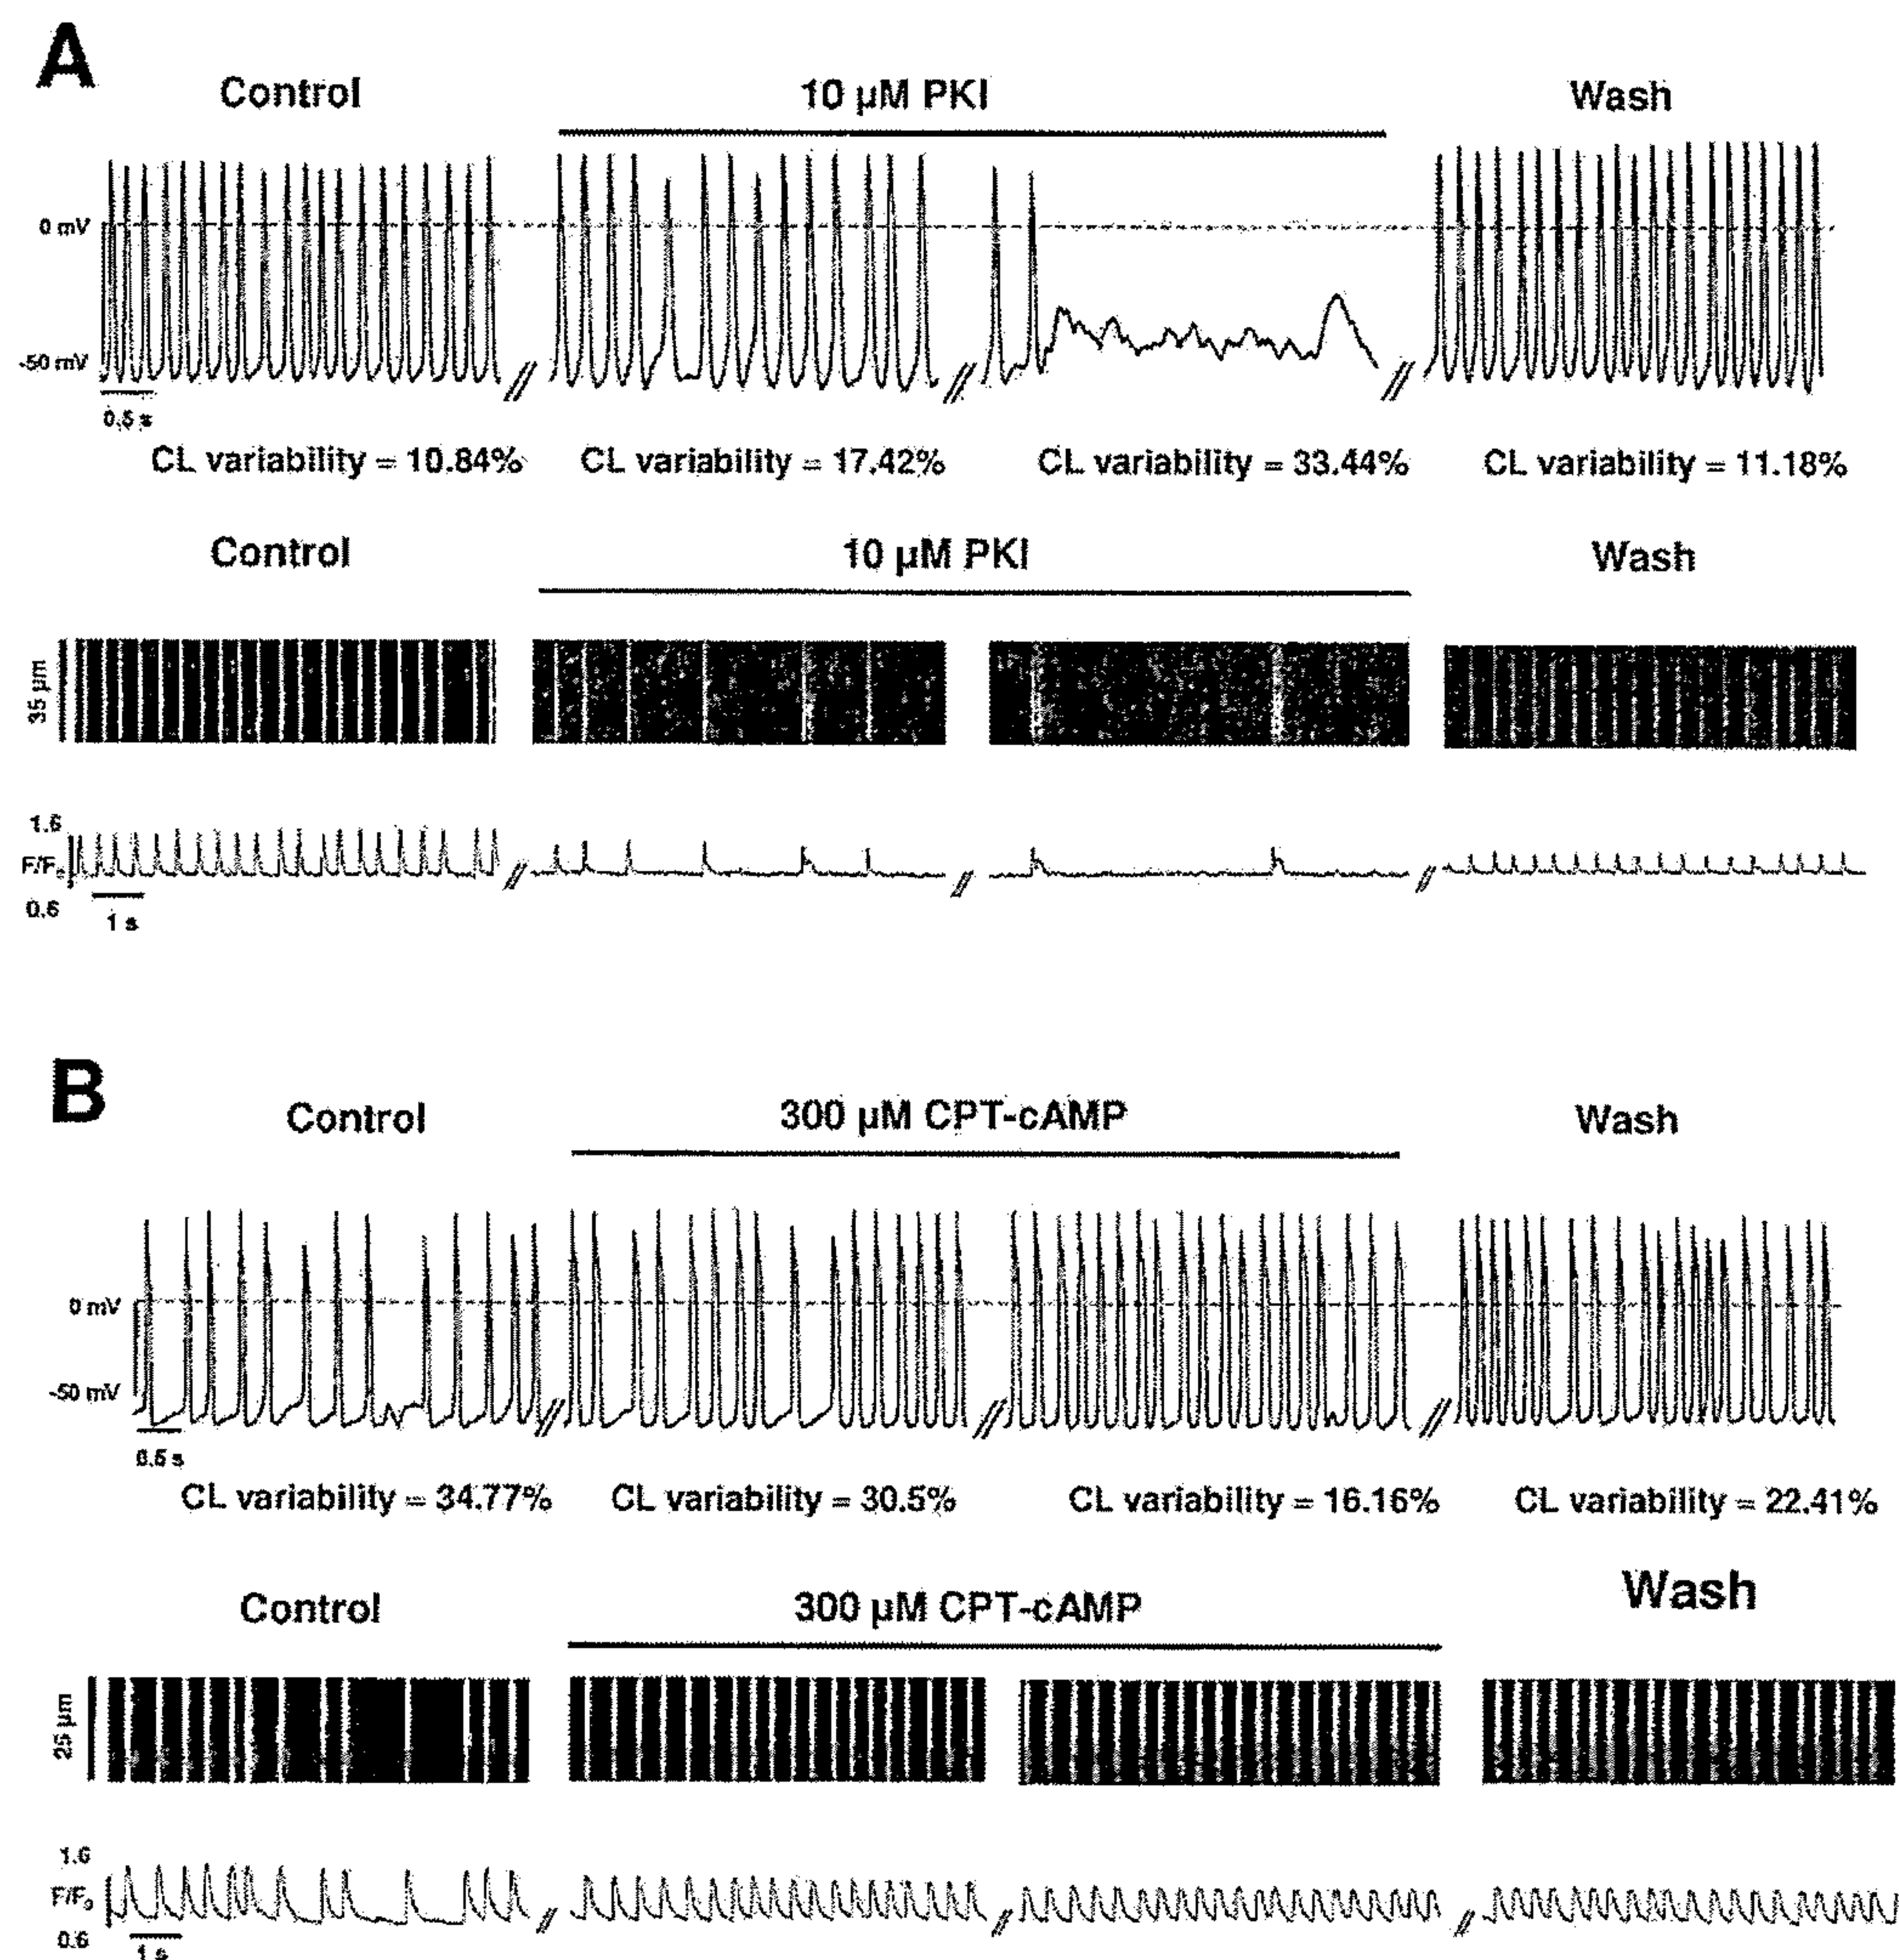 A
Control 10 µM PKI Wash
0 mV
-50 mV
0.5 s
CL variability = 10.84% CL variability = 17.42% CL variability = 33.44% CL variability = 11.18%
Control 10 µM PKI Wash
35 µm
1.6
F/F₀
0.6
1 s
B
Control 300 µM CPT-cAMP Wash
0 mV
-50 mV
0.5 s
CL variability = 34.77% CL variability = 30.5% CL variability = 16.16% CL variability = 22.41%
Control 300 µM CPT-cAMP Wash
25 µm
1.6
F/F₀
0.6
1 s